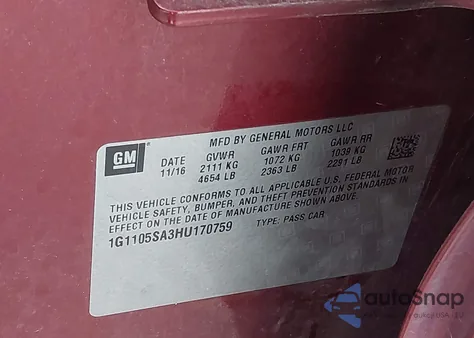 MFD BY GENERAL MOTORS LLC
GM
DATE GVWR GAWR FRT GAWR RR
11/16 2111 KG 1072 KG 1039 KG
4654 LB 2363 LB 2291 LB
THIS VEHICLE CONFORMS TO ALL APPLICABLE U.S. FEDERAL MOTOR
VEHICLE SAFETY, BUMPER, AND THEFT PREVENTION STANDARDS IN
EFFECT ON THE DATE OF MANUFACTURE SHOWN ABOVE.
1G1105SA3HU170759 TYPE: PASS CAR
autoSnap